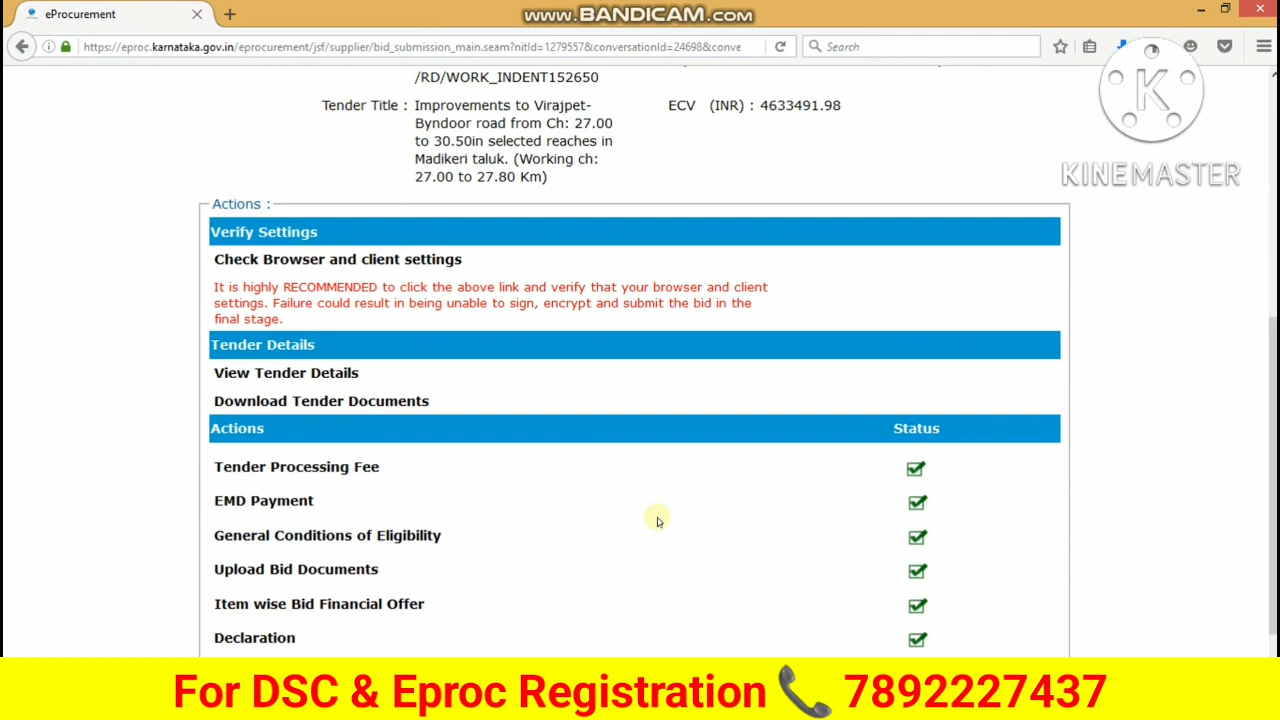 eProcurement
www.BANDICAM.com
https://eproc.karnataka.gov.in/eprocurement/jsf/supplier/bid_submission_main.seam?nitId=1279557&conversationId=24698&conve
Search
/RD/WORK_INDENT152650
Tender Title : Improvements to Virajpet-
Byndoor road from Ch: 27.00
to 30.50in selected reaches in
Madikeri taluk. (Working ch:
27.00 to 27.80 Km)
ECV (INR) : 4633491.98
K
KINEMASTER
Actions :
Verify Settings
Check Browser and client settings
It is highly RECOMMENDED to click the above link and verify that your browser and client
settings. Failure could result in being unable to sign, encrypt and submit the bid in the
final stage.
Tender Details
View Tender Details
Download Tender Documents
Actions Status
Tender Processing Fee
EMD Payment
General Conditions of Eligibility
Upload Bid Documents
Item wise Bid Financial Offer
Declaration
For DSC & Eproc Registration 7892227437